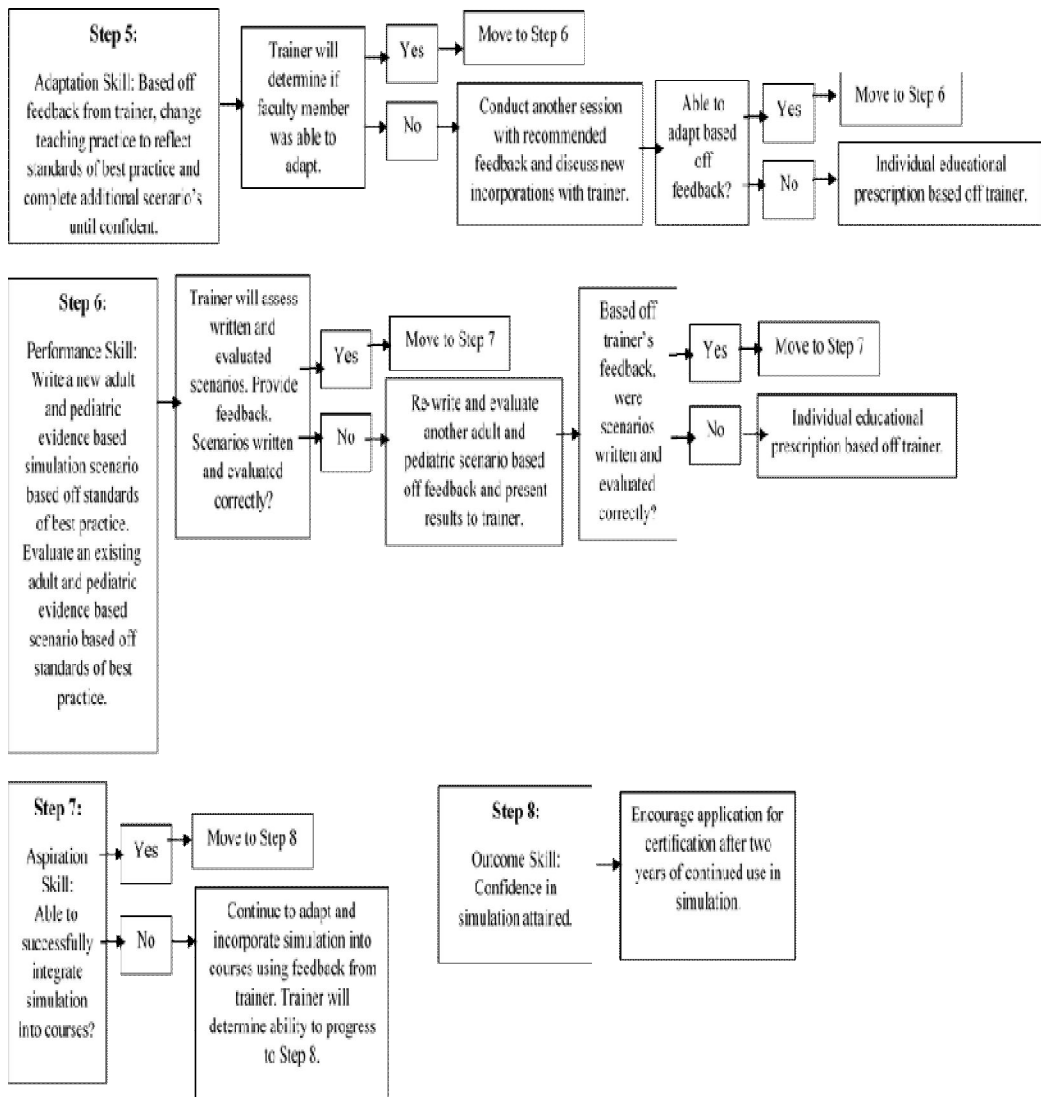 Step 5:
Adaptation Skill: Based off
feedback from trainer, change
teaching practice to reflect
standards of best practice and
complete additional scenario's
until confident.
Trainer will
determine if
faculty member
was able to
adapt.
Yes
Move to Step 6
No
Conduct another session
with recommended
feedback and discuss new
incorporations with trainer.
Able to
adapt based
off
feedback?
Yes
Move to Step 6
No
Individual educational
prescription based off trainer.
Step 6:
Performance Skill:
Write a new adult
and pediatric
evidence based
simulation scenario
based off standards
of best practice.
Evaluate an existing
adult and pediatric
evidence based
scenario based off
standards of best
practice.
Trainer will assess
written and
evaluated
scenarios. Provide
feedback.
Scenarios written
and evaluated
correctly?
Yes
Move to Step 7
No
Re-write and evaluate
another adult and
pediatric scenario based
off feedback and present
results to trainer.
Based off
trainer's
feedback,
were
scenarios
written and
evaluated
correctly?
Yes
Move to Step 7
No
Individual educational
prescription based off trainer.
Step 7:
Aspiration
Skill:
Able to
successfully
integrate
simulation
into courses?
Yes
Move to Step 8
No
Continue to adapt and
incorporate simulation into
courses using feedback from
trainer. Trainer will
determine ability to progress
to Step 8.
Step 8:
Outcome Skill:
Confidence in
simulation attained.
Encourage application for
certification after two
years of continued use in
simulation.